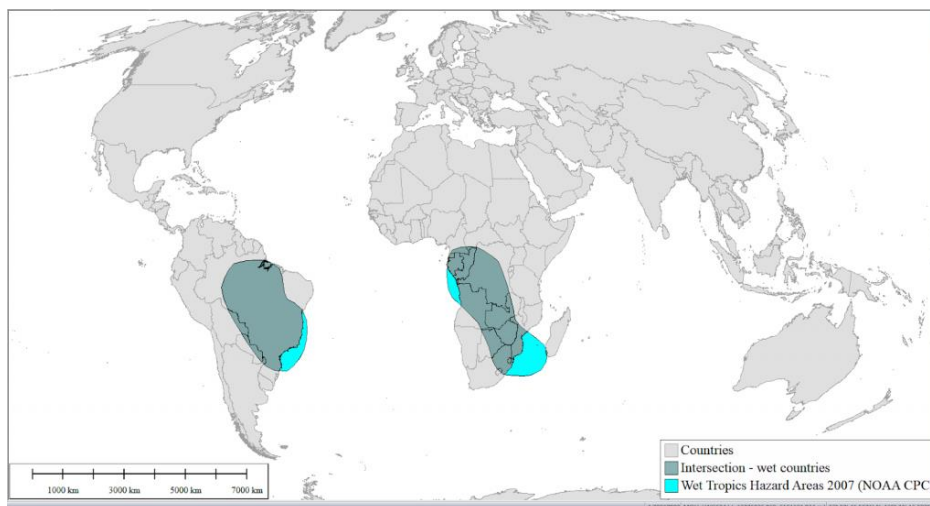 Countries
Intersection - wet countries
Wet Tropics Hazard Areas 2007 (NOAA CPC
1000 km 3000 km 5000 km 7000 km